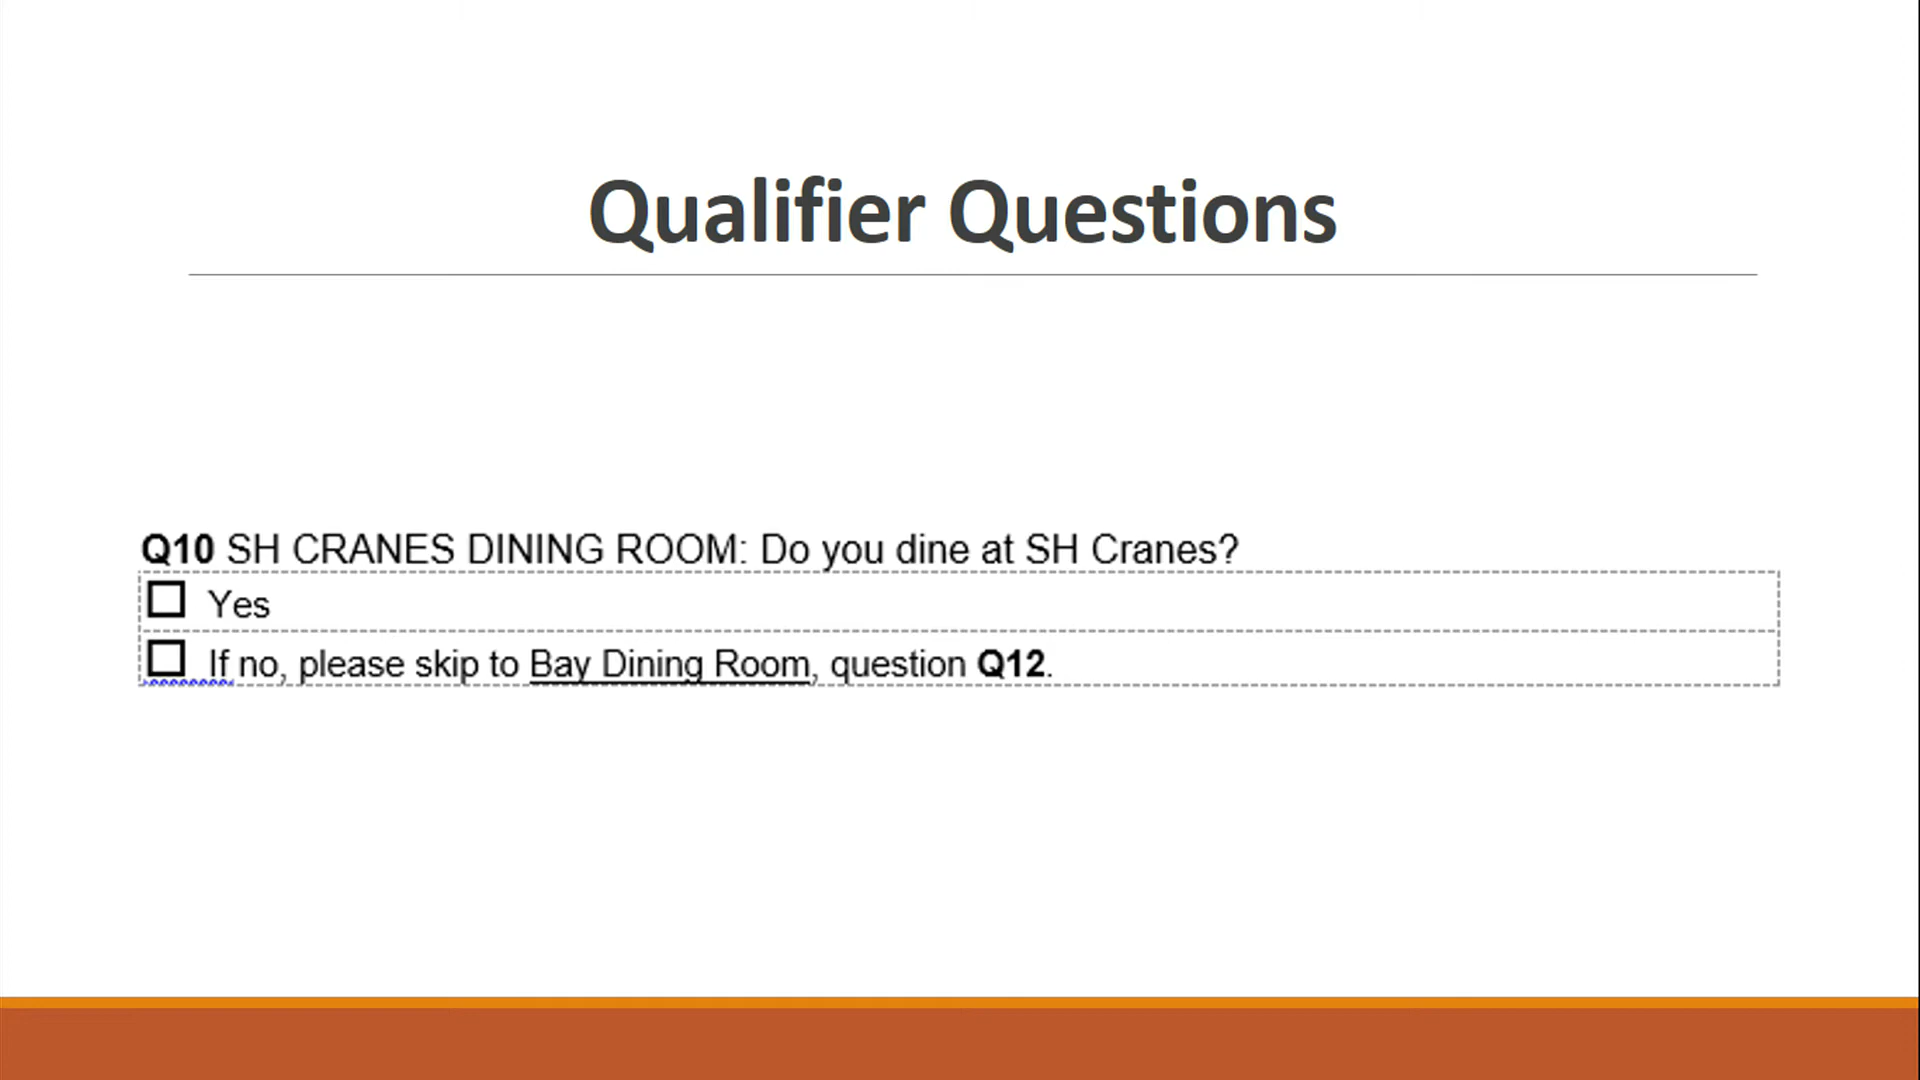 Qualifier Questions
Q10 SH CRANES DINING ROOM: Do you dine at SH Cranes?
Yes
If no, please skip to Bay Dining Room, question Q12.